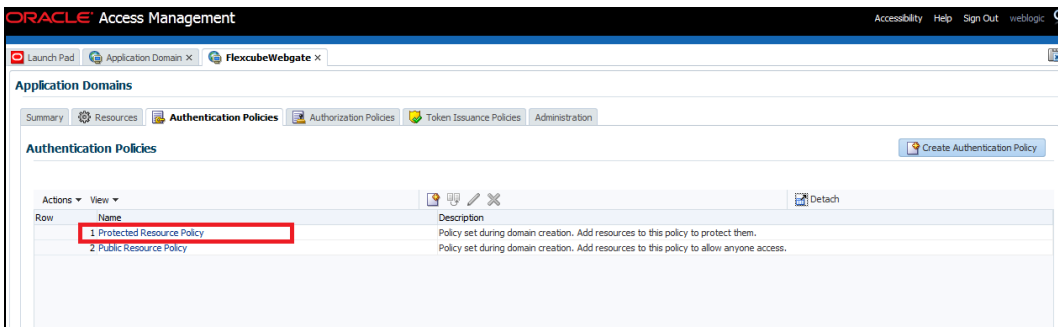 ORACLE Access Management Accessibility Help Sign Out weblogic
Launch Pad Application Domain × FlexcubeWebgate ×
Application Domains
Summary Resources Authentication Policies Authorization Policies Token Issuance Policies Administration
Authentication Policies Create Authentication Policy
Actions View Detach
Row Name Description
1 Protected Resource Policy Policy set during domain creation. Add resources to this policy to protect them.
2 Public Resource Policy Policy set during domain creation. Add resources to this policy to allow anyone access.